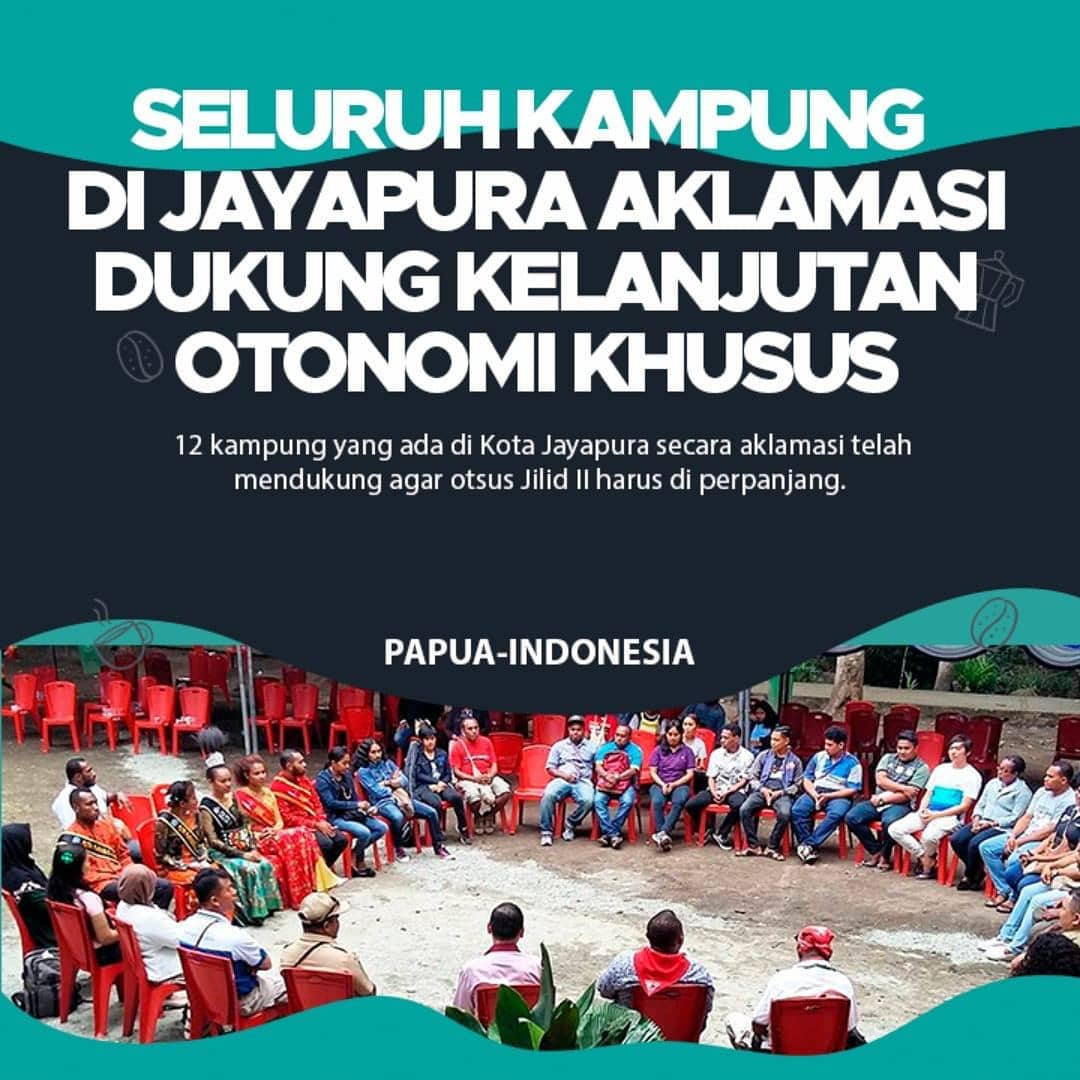 SELURUH KAMPUNG
DI JAYAPURA AKLAMASI
DUKUNG KELANJUTAN
OTONOMI KHUSUS
12 kampung yang ada di Kota Jayapura secara aklamasi telah
mendukung agar otsus Jilid II harus di perpanjang.
PAPUA-INDONESIA